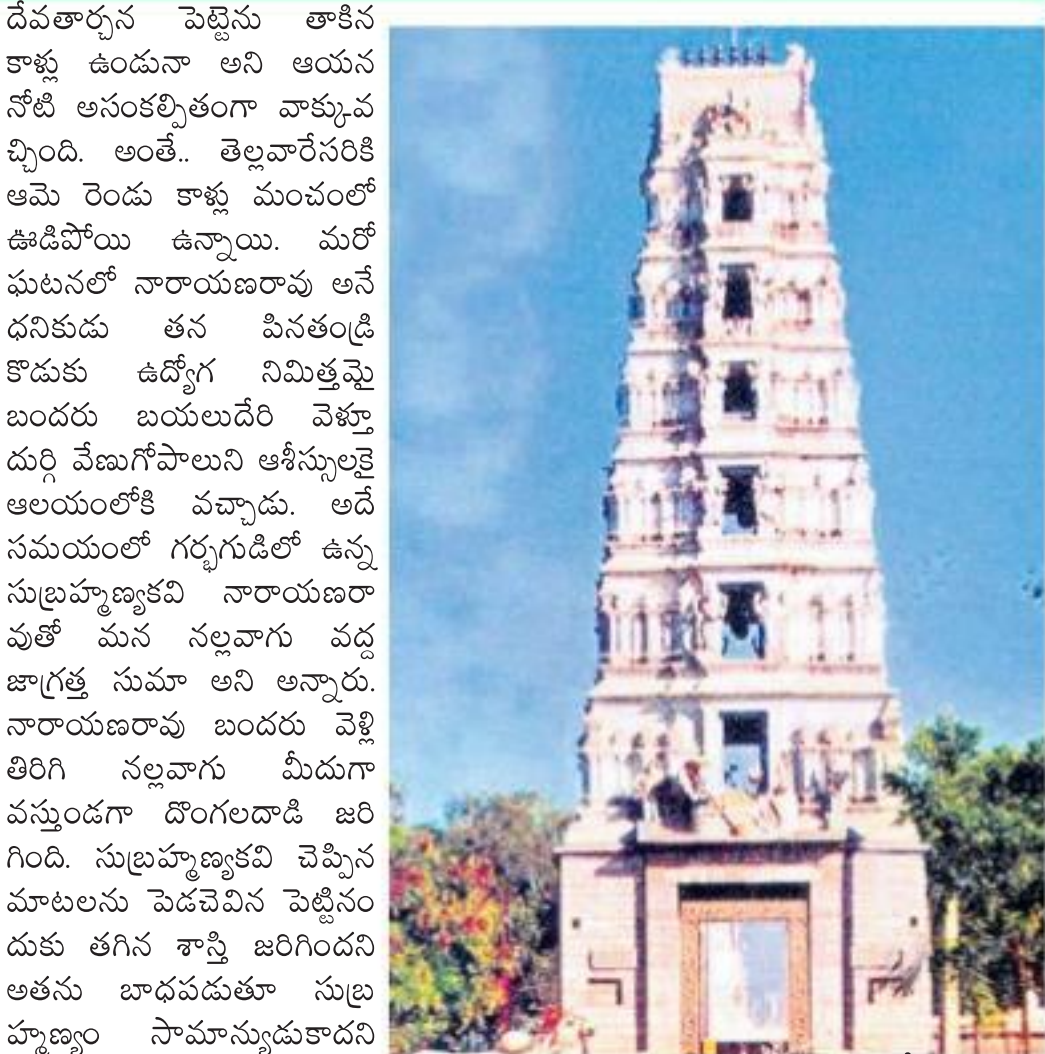 దేవతార్చన పెట్టెను తాకిన
కాళ్లు ఉండునా అని ఆయన
నోటి అసంకల్పితంగా వాక్కువ
చ్చింది. అంతే.. తెల్లవారేసరికి
ఆమె రెండు కాళ్లు మంచంలో
ఊడిపోయి ఉన్నాయి. మరో
ఘటనలో నారాయణరావు అనే
ధనికుడు తన పినతండ్రి
కొడుకు ఉద్యోగ నిమిత్తమై
బందరు బయలుదేరి వెళ్తూ
దుర్గి వేణుగోపాలుని ఆశీస్సులకై
ఆలయంలోకి వచ్చాడు. అదే
సమయంలో గర్భగుడిలో ఉన్న
సుబ్రహ్మణ్యకవి నారాయణరా
వుతో మన నల్లవాగు వద్ద
జాగ్రత్త సుమా అని అన్నారు.
నారాయణరావు బందరు వెళ్లి
తిరిగి నల్లవాగు మీదుగా
వస్తుండగా దొంగలదాడి జరి
గింది. సుబ్రహ్మణ్యకవి చెప్పిన
మాటలను పెడచెవిన పెట్టినం
దుకు తగిన శాస్తి జరిగిందని
అతను బాధపడుతూ సుబ్ర
హ్మణ్యం సామాన్యుడుకాదని